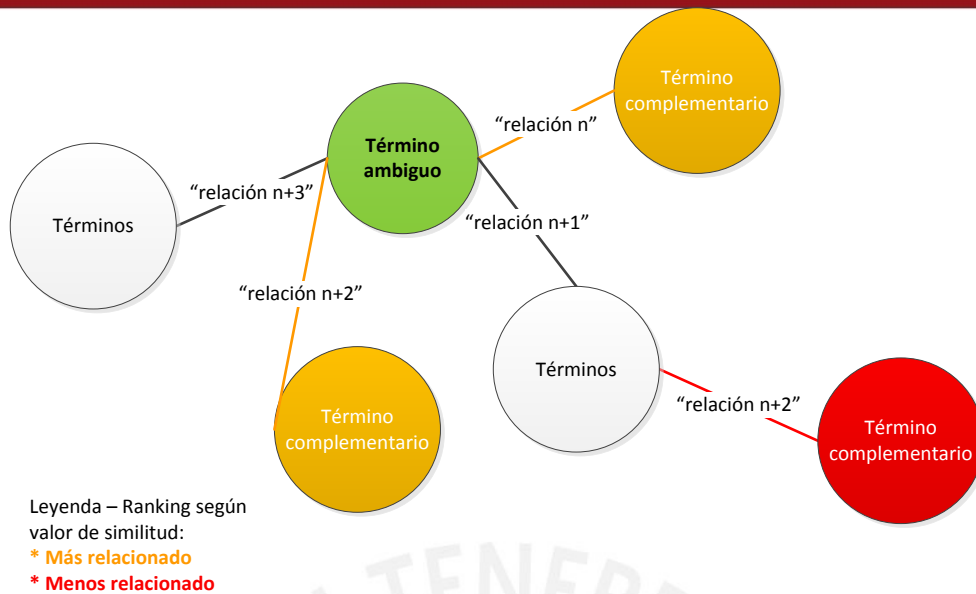 Término
complementario
“relación n”
Término
ambiguo
“relación n+3”
Términos
“relación n+1”
“relación n+2”
Términos
“relación n+2”
Término
complementario
Término
complementario
Leyenda – Ranking según
valor de similitud:
* Más relacionado
* Menos relacionado
TENEBR